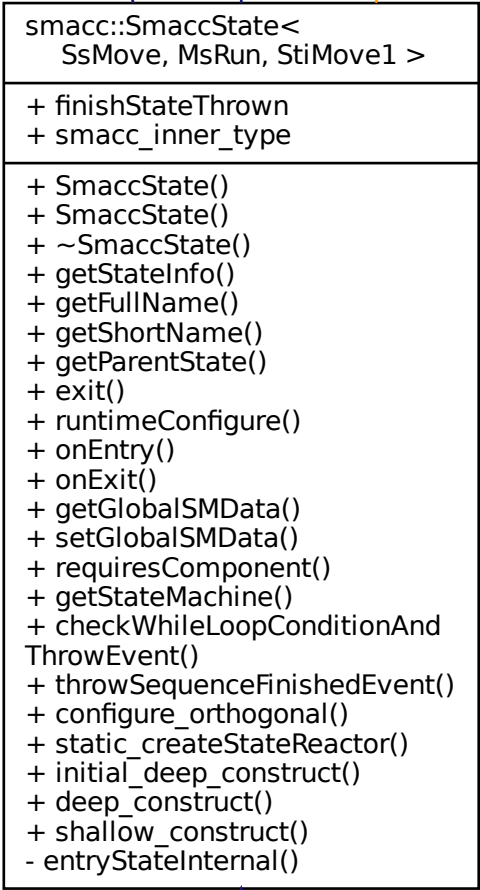 smacc::SmaccState<
SsMove, MsRun, StiMove1 >
+ finishStateThrown
+ smacc_inner_type
+ SmaccState()
+ SmaccState()
+ ~SmaccState()
+ getStateInfo()
+ getFullName()
+ getShortName()
+ getParentState()
+ exit()
+ runtimeConfigure()
+ onEntry()
+ onExit()
+ getGlobalSMData()
+ setGlobalSMData()
+ requiresComponent()
+ getStateMachine()
+ checkWhileLoopConditionAnd
ThrowEvent()
+ throwSequenceFinishedEvent()
+ configure_orthogonal()
+ static_createStateReactor()
+ initial_deep_construct()
+ deep_construct()
+ shallow_construct()
- entryStateInternal()